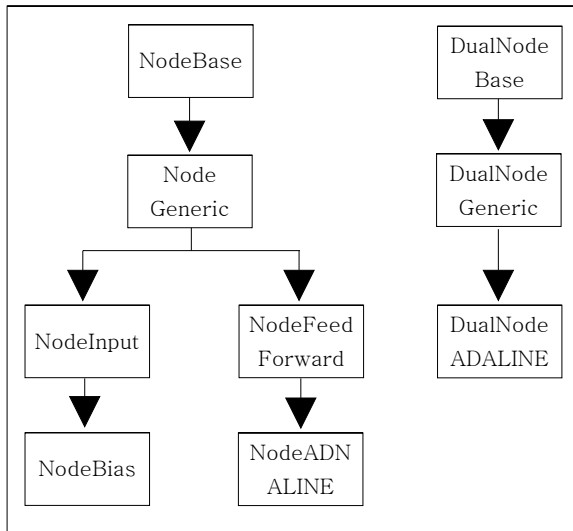 NodeBase
DualNode
Base
Node
Generic
DualNode
Generic
NodeInput
NodeFeed
Forward
DualNode
ADALINE
NodeBias
NodeADN
ALINE